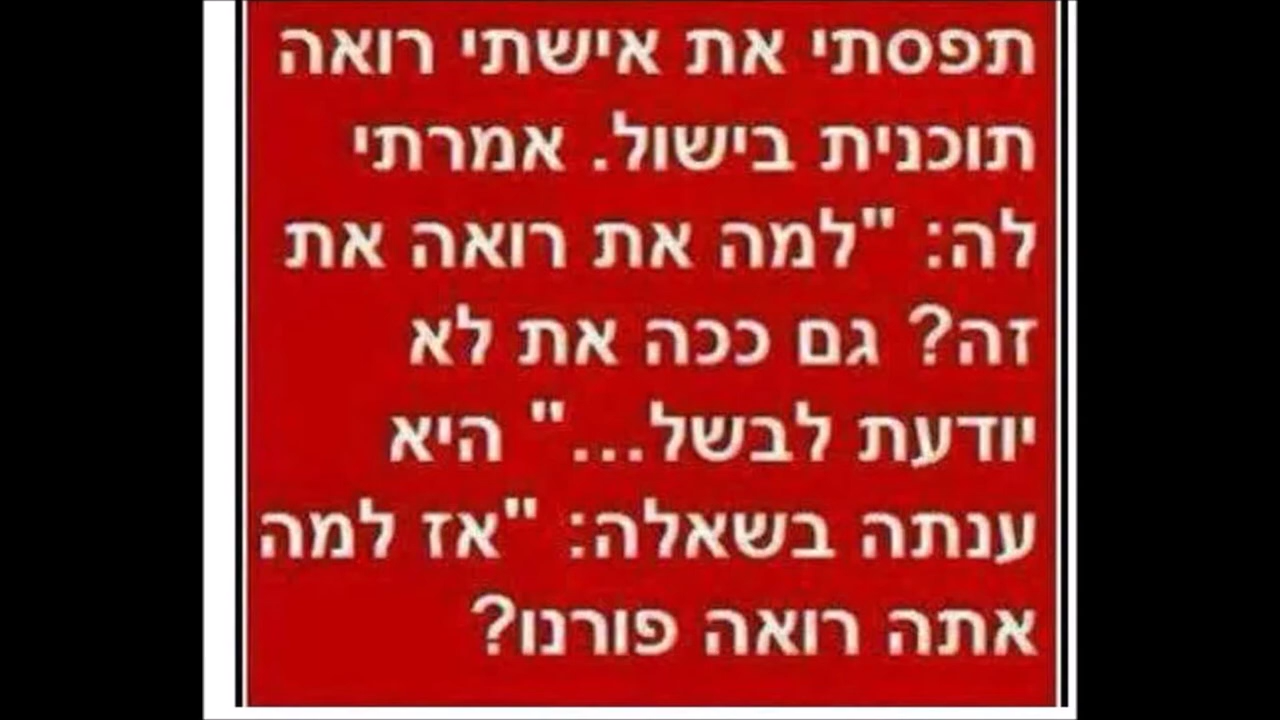 תפסתי את אישתי רואה
תוכנית בישול. אמרתי
לה: "למה את רואה את
זה? גם ככה את לא
יודעת לבשל..." היא
ענתה בשאלה: "אז למה
אתה רואה פורנו?